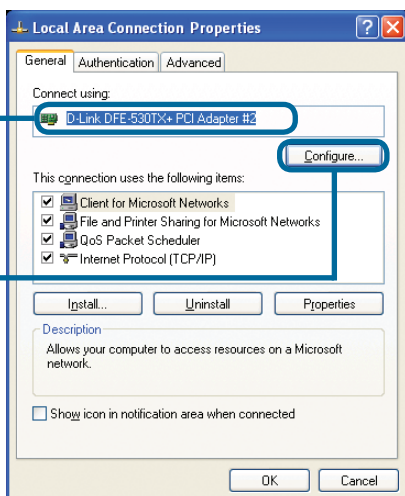 Local Area Connection Properties
General Authentication Advanced
Connect using:
D-Link DFE-530TX+ PCI Adapter #2
Configure...
This connection uses the following items:
Client for Microsoft Networks
File and Printer Sharing for Microsoft Networks
QoS Packet Scheduler
Internet Protocol (TCP/IP)
Install... Uninstall Properties
Description
Allows your computer to access resources on a Microsoft
network.
Show icon in notification area when connected
OK Cancel